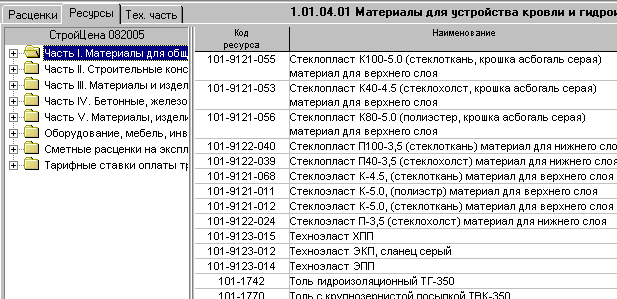 Расценки Ресурсы Тех. часть
1.01.04.01 Материалы для устройства кровли и гидрои
СтройЦена 082005
Часть I. Материалы для общ
Часть II. Строительные конс
Часть III. Материалы и издел
Часть IV. Бетонные, железо
Часть V. Материалы, издели
Оборудование, мебель, инв
Сметные расценки на экспл
Тарифные ставки оплаты тр
Код ресурса Наименование
101-9121-055 Стеклопласт К100-5.0 (стеклоткань, крошка асбогаль серая)
материал для верхнего слоя
101-9121-053 Стеклопласт К40-4.5 (стеклохолст, крошка асбогаль серая)
материал для верхнего слоя
101-9121-056 Стеклопласт К80-5.0 (полиэстер, крошка асбогаль серая)
материал для верхнего слоя
101-9122-040 Стеклопласт П100-3,5 (стеклоткань) материал для нижнего сло
101-9122-039 Стеклопласт П40-3,5 (стеклохолст) материал для нижнего слоя
101-9121-068 Стеклоэласт К-4.5, (стеклоткань) материал для верхнего слоя
101-9121-011 Стеклоэласт К-5.0, (полиэстр) материал для верхнего слоя
101-9121-012 Стеклоэласт К-5.0, (стеклоткань) материал для верхнего слоя
101-9122-024 Стеклоэласт П-3,5 (стеклохолст) материал для нижнего слоя
101-9123-015 Техноэласт ХПП
101-9123-012 Техноэласт ЭКП, сланец серый
101-9123-014 Техноэласт ЭПП
101-1742 Толь гидроизоляционный ТГ-350
101-1770 Толь с крупнозернистой посыпкой ТВК-350